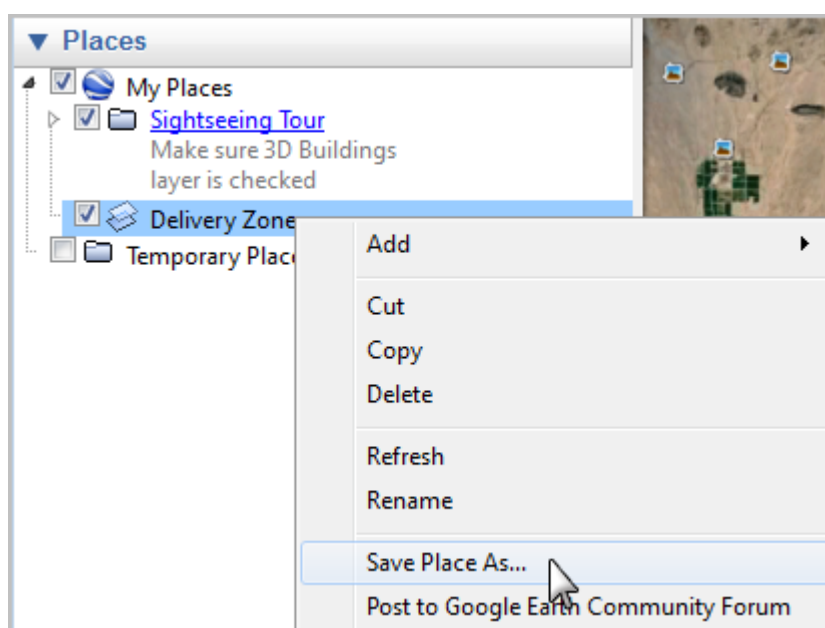 Places
My Places
Sightseeing Tour
Make sure 3D Buildings
layer is checked
Delivery Zone
Temporary
Add
Cut
Copy
Delete
Refresh
Rename
Save Place As...
Post to Google Earth Community Forum